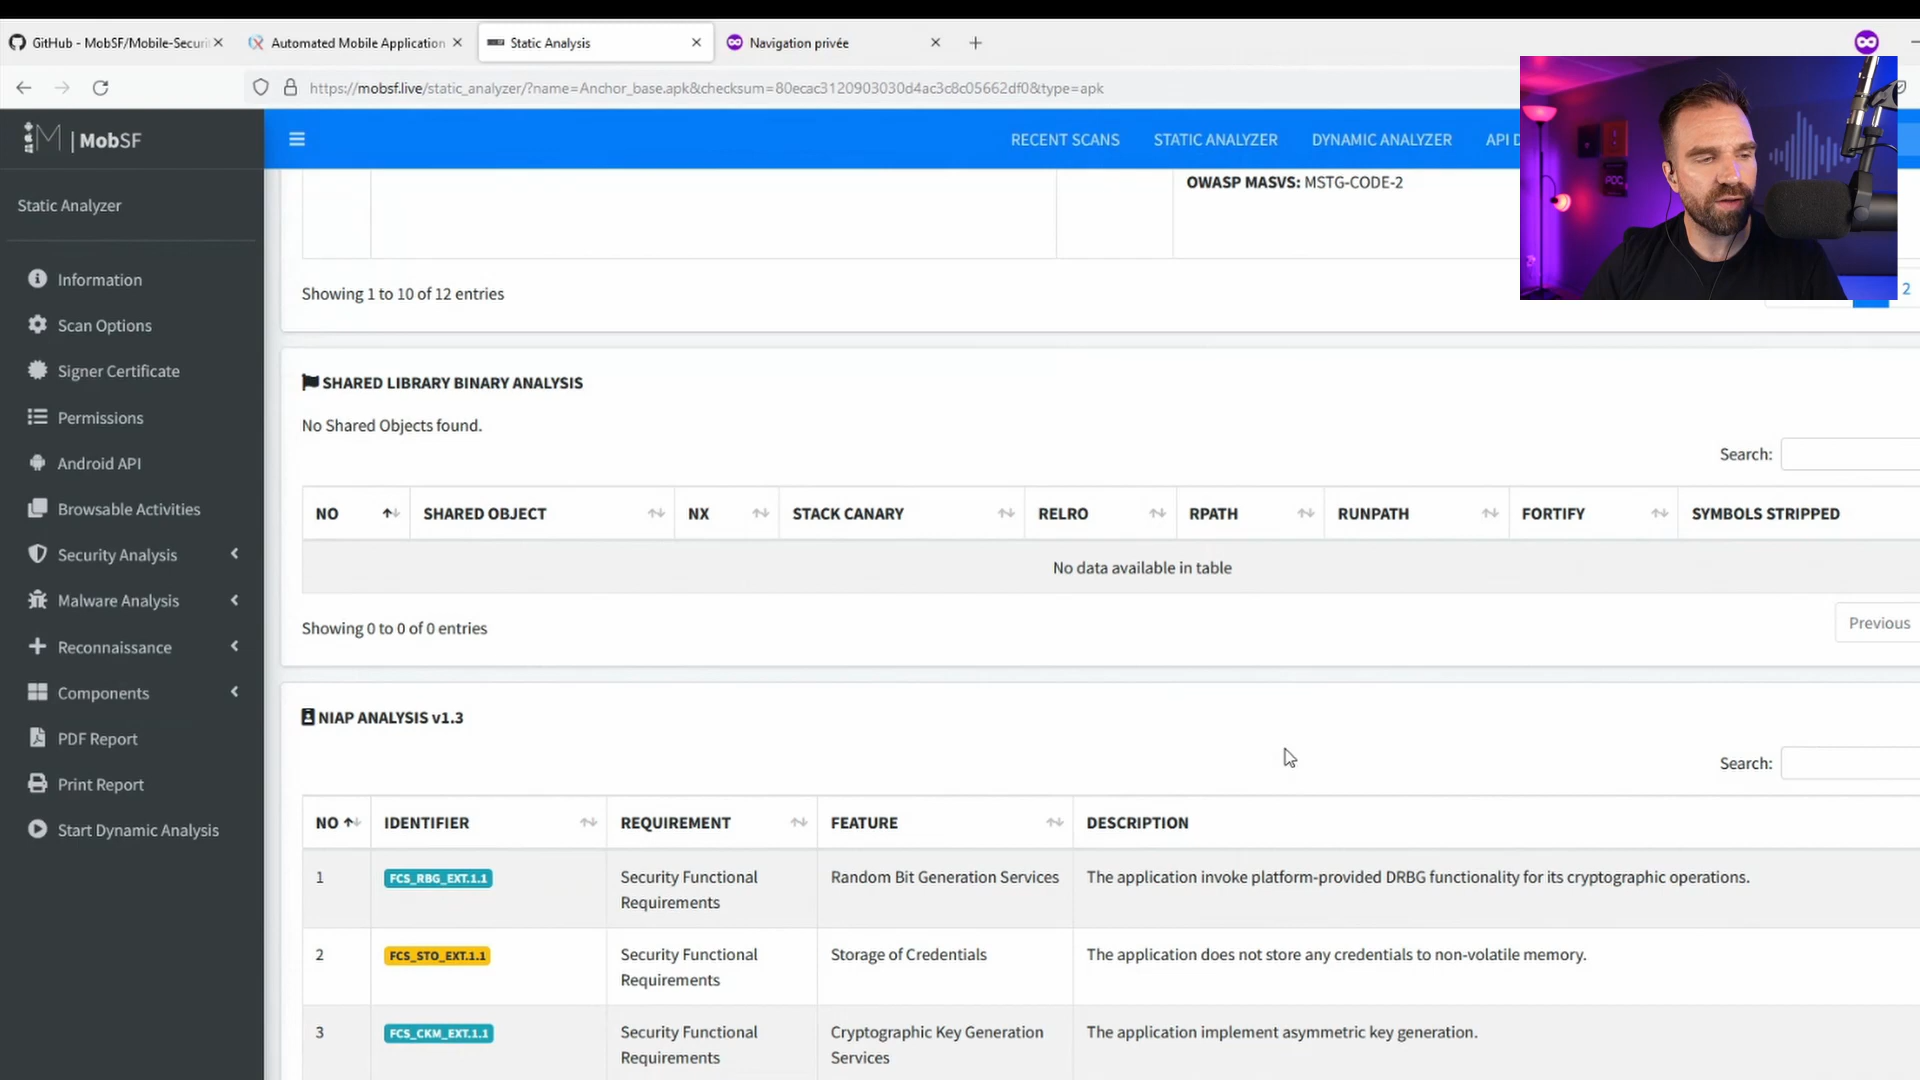 GitHub - MobSF/Mobile-Securi
Automated Mobile Application
Static Analysis
Navigation privée
https://mobsf.live/static_analyzer/?name=Anchor_base.apk&checksum=80ecac3120903030d4ac3c8c05662df0&type=apk
M | MobSF
RECENT SCANS
STATIC ANALYZER
DYNAMIC ANALYZER
API D
Static Analyzer
Information
Scan Options
Signer Certificate
Permissions
Android API
Browsable Activities
Security Analysis
Malware Analysis
Reconnaissance
Components
PDF Report
Print Report
Start Dynamic Analysis
OWASP MASVS: MSTG-CODE-2
Showing 1 to 10 of 12 entries
2
SHARED LIBRARY BINARY ANALYSIS
No Shared Objects found.
Search:
NO SHARED OBJECT NX STACK CANARY RELRO RPATH RUNPATH FORTIFY SYMBOLS STRIPPED
No data available in table
Showing 0 to 0 of 0 entries
Previous
NIAP ANALYSIS v1.3
Search:
NO IDENTIFIER REQUIREMENT FEATURE DESCRIPTION
1 FCS_RBG_EXT.1.1 Security Functional Random Bit Generation Services The application invoke platform-provided DRBG functionality for its cryptographic operations.
Requirements
2 FCS_STO_EXT.1.1 Security Functional Storage of Credentials The application does not store any credentials to non-volatile memory.
Requirements
3 FCS_CKM_EXT.1.1 Security Functional Cryptographic Key Generation The application implement asymmetric key generation.
Requirements Services